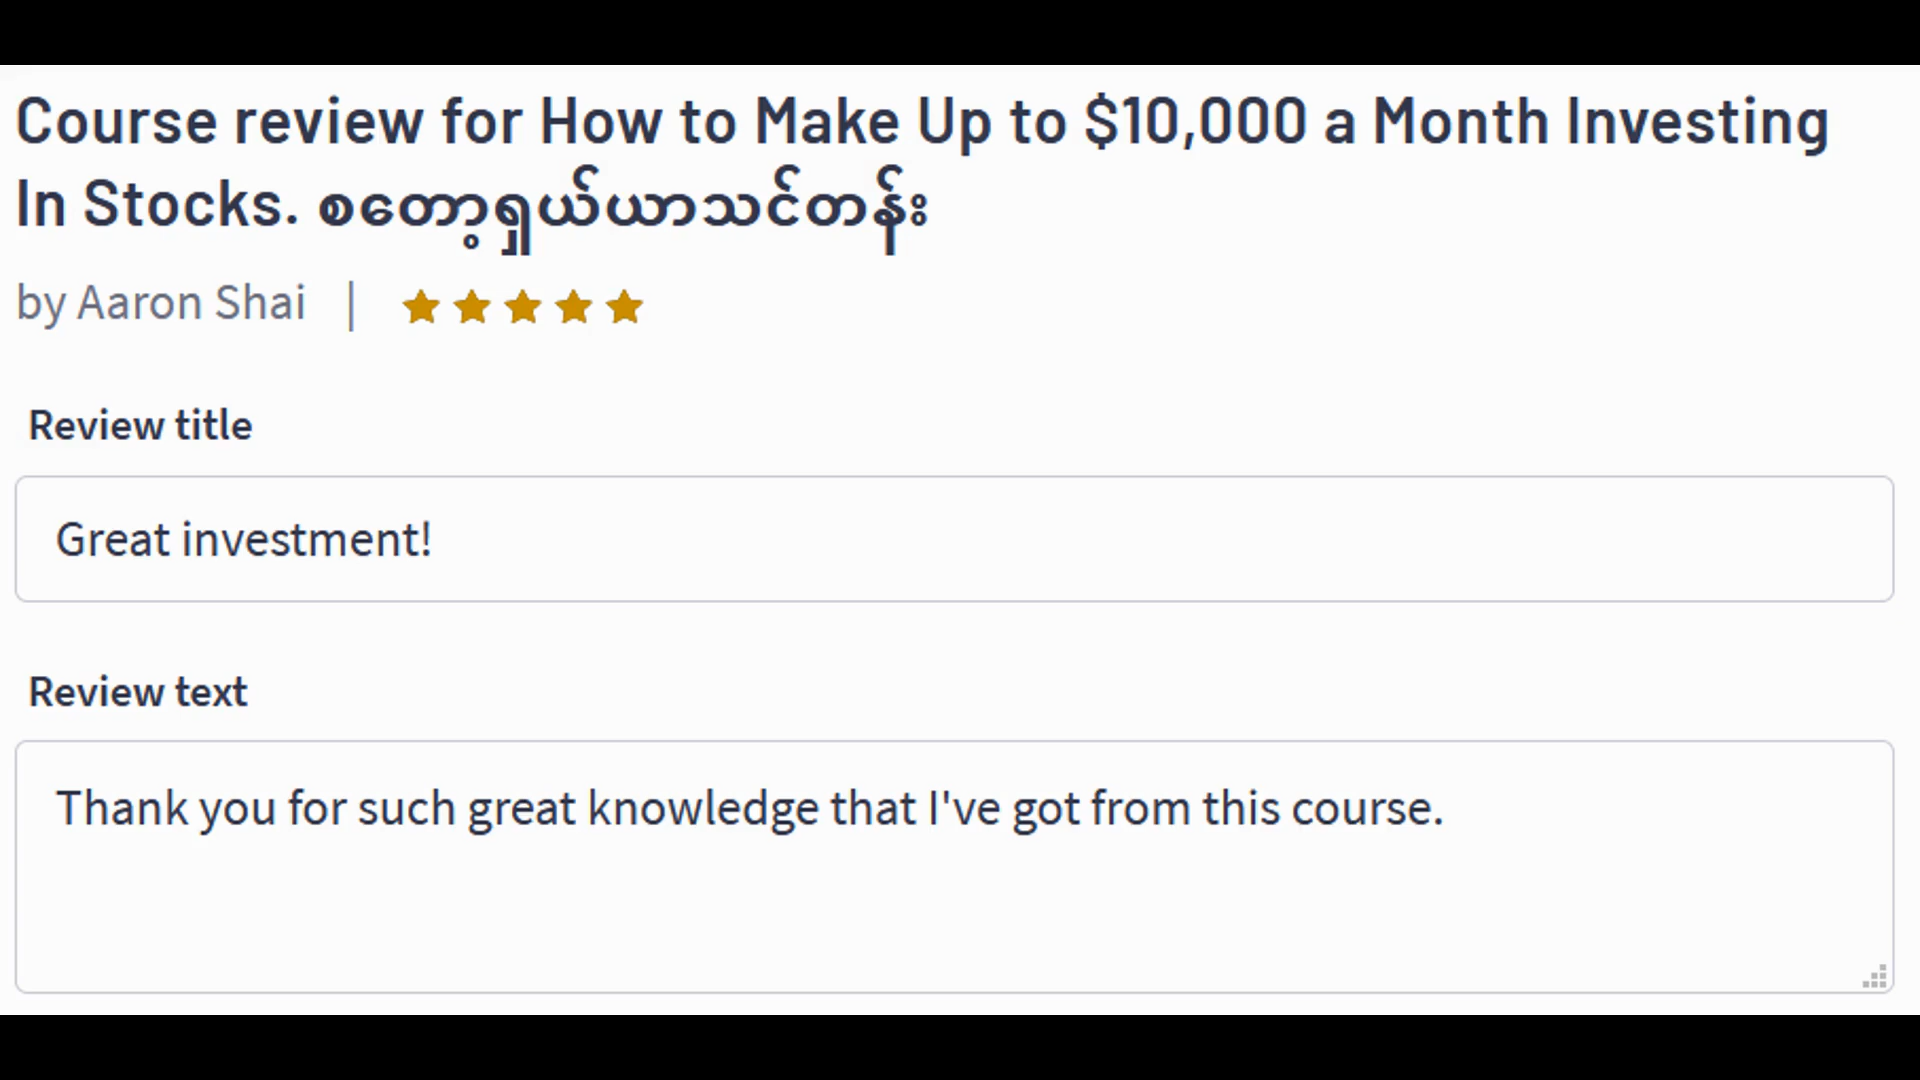 Course review for How to Make Up to $10,000 a Month Investing
In Stocks. စတော့ရှယ်ယာသင်တန်း
by Aaron Shai |
Review title
Great investment!
Review text
Thank you for such great knowledge that I've got from this course.